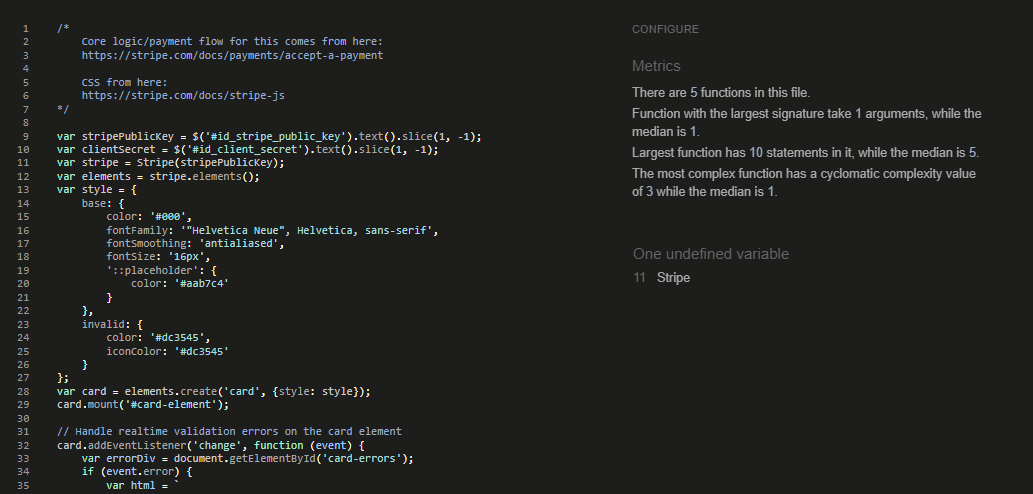 1 /*
2 Core logic/payment flow for this comes from here:
3 https://stripe.com/docs/payments/accept-a-payment
4
5 CSS from here:
6 https://stripe.com/docs/stripe-js
7 */
8
9 var stripePublicKey = $('#id_stripe_public_key').text().slice(1, -1);
10 var clientSecret = $('#id_client_secret').text().slice(1, -1);
11 var stripe = Stripe(stripePublicKey);
12 var elements = stripe.elements();
13 var style = {
14 base: {
15 color: '#000',
16 fontFamily: '"Helvetica Neue", Helvetica, sans-serif',
17 fontSmoothing: 'antialiased',
18 fontSize: '16px',
19 '::placeholder': {
20 color: '#aab7c4'
21 }
22 },
23 invalid: {
24 color: '#dc3545',
25 iconColor: '#dc3545'
26 }
27 };
28 var card = elements.create('card', {style: style});
29 card.mount('#card-element');
30
31 // Handle realtime validation errors on the card element
32 card.addEventListener('change', function (event) {
33 var errorDiv = document.getElementById('card-errors');
34 if (event.error) {
35 var html = `
CONFIGURE
Metrics
There are 5 functions in this file.
Function with the largest signature take 1 arguments, while the
median is 1.
Largest function has 10 statements in it, while the median is 5.
The most complex function has a cyclomatic complexity value
of 3 while the median is 1.
One undefined variable
11 Stripe